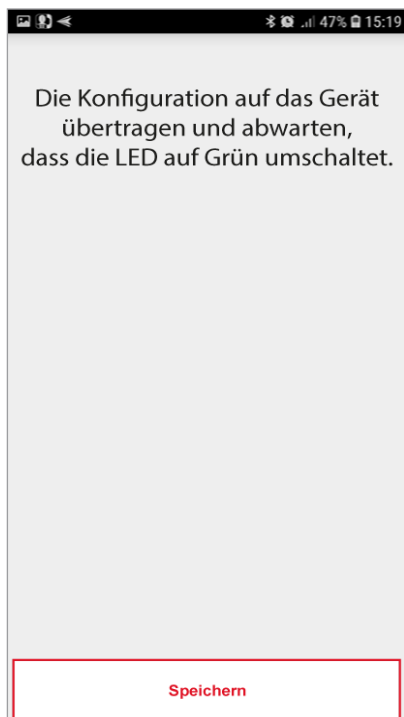 47% 15:19
Die Konfiguration auf das Gerät
übertragen und abwarten,
dass die LED auf Grün umschaltet.
Speichern